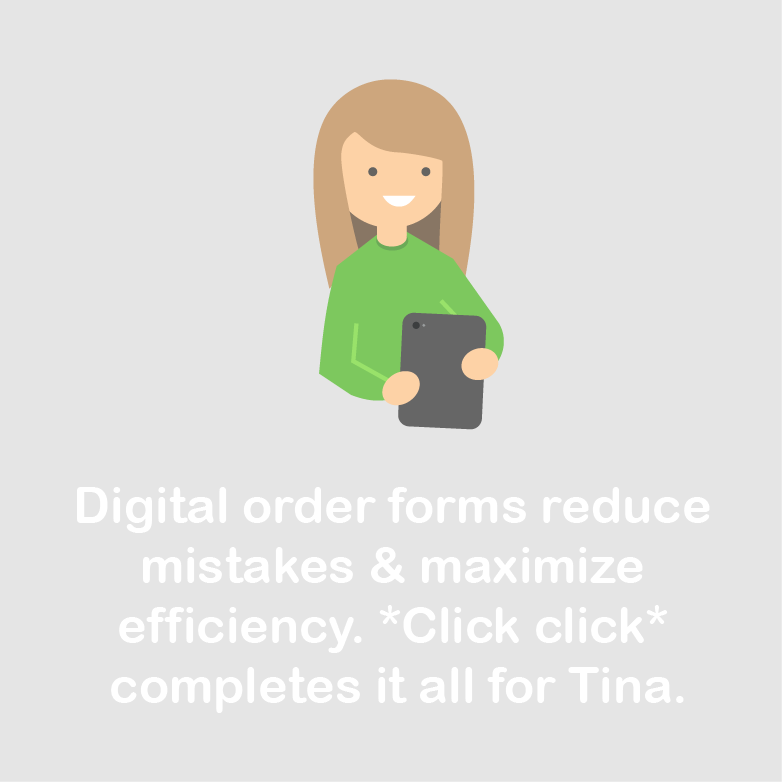 Digital order forms reduce
mistakes & maximize
efficiency. *Click click*
completes it all for Tina.